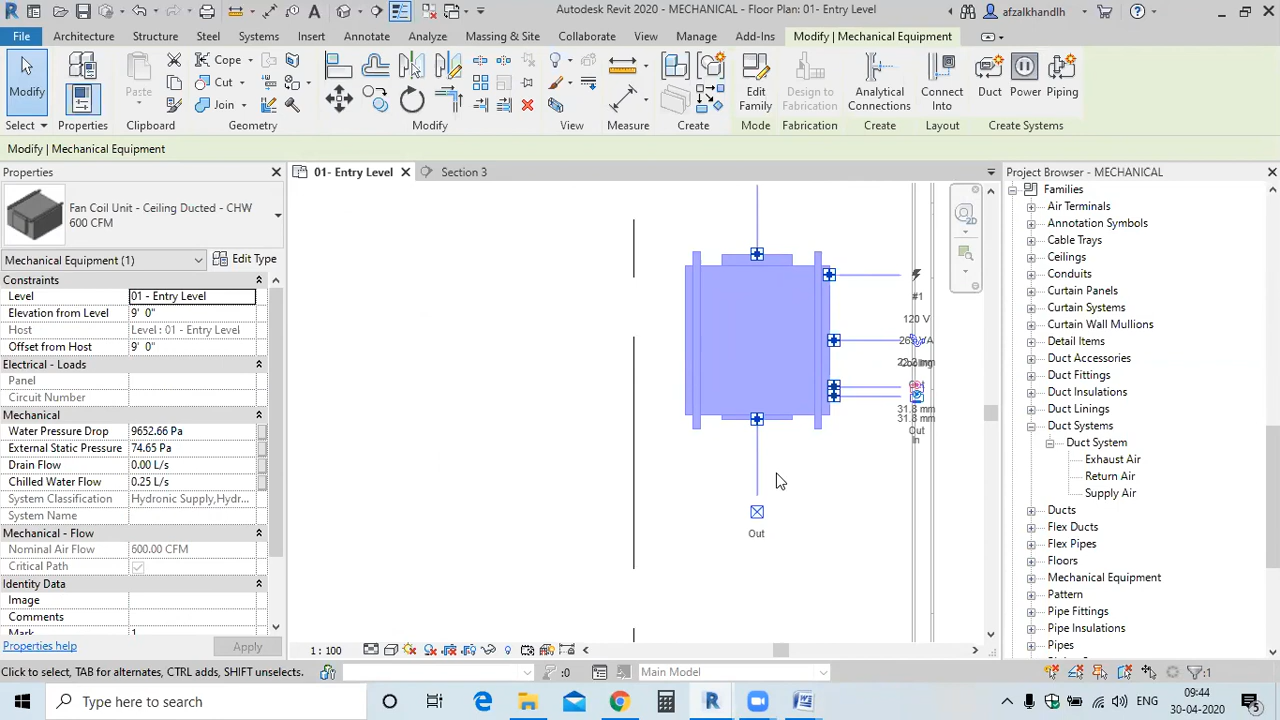 Autodesk Revit 2020 - MECHANICAL - Floor Plan: 01- Entry Level
afzalkhandlh
File Architecture Structure Steel Systems Insert Annotate Analyze Massing & Site Collaborate View Manage Add-Ins Modify | Mechanical Equipment
Modify
Paste
Cope
Cut
Join
Edit
Family
Design to
Fabrication
Analytical
Connections
Connect
Into
Duct Power Piping
Select Properties Clipboard Geometry Modify View Measure Create Mode Fabrication Create Layout Create Systems
Modify | Mechanical Equipment
Properties
Fan Coil Unit - Ceiling Ducted - CHW
600 CFM
Mechanical Equipment (1) Edit Type
Constraints
Level 01 - Entry Level
Elevation from Level 9' 0"
Host Level : 01 - Entry Level
Offset from Host 9' 0"
Electrical - Loads
Panel
Circuit Number
Mechanical
Water Pressure Drop 9652.66 Pa
External Static Pressure 74.65 Pa
Drain Flow 0.00 L/s
Chilled Water Flow 0.25 L/s
System Classification Hydronic Supply,Hydr...
System Name
Mechanical - Flow
Nominal Air Flow 600.00 CFM
Critical Path
Identity Data
Image
Comments
Mark 1
Properties help Apply
01- Entry Level Section 3
2D
#1
120 V
31.8 mm
31.8 mm
Out
In
Out
1 : 100
Project Browser - MECHANICAL
Families
Air Terminals
Annotation Symbols
Cable Trays
Ceilings
Conduits
Curtain Panels
Curtain Systems
Curtain Wall Mullions
Detail Items
Duct Accessories
Duct Fittings
Duct Insulations
Duct Linings
Duct Systems
Duct System
Exhaust Air
Return Air
Supply Air
Ducts
Flex Ducts
Flex Pipes
Floors
Mechanical Equipment
Pattern
Pipe Fittings
Pipe Insulations
Pipes
Click to select, TAB for alternates, CTRL adds, SHIFT unselects. :0 Main Model :1
Type here to search
ENG
09:44
30-04-2020
5